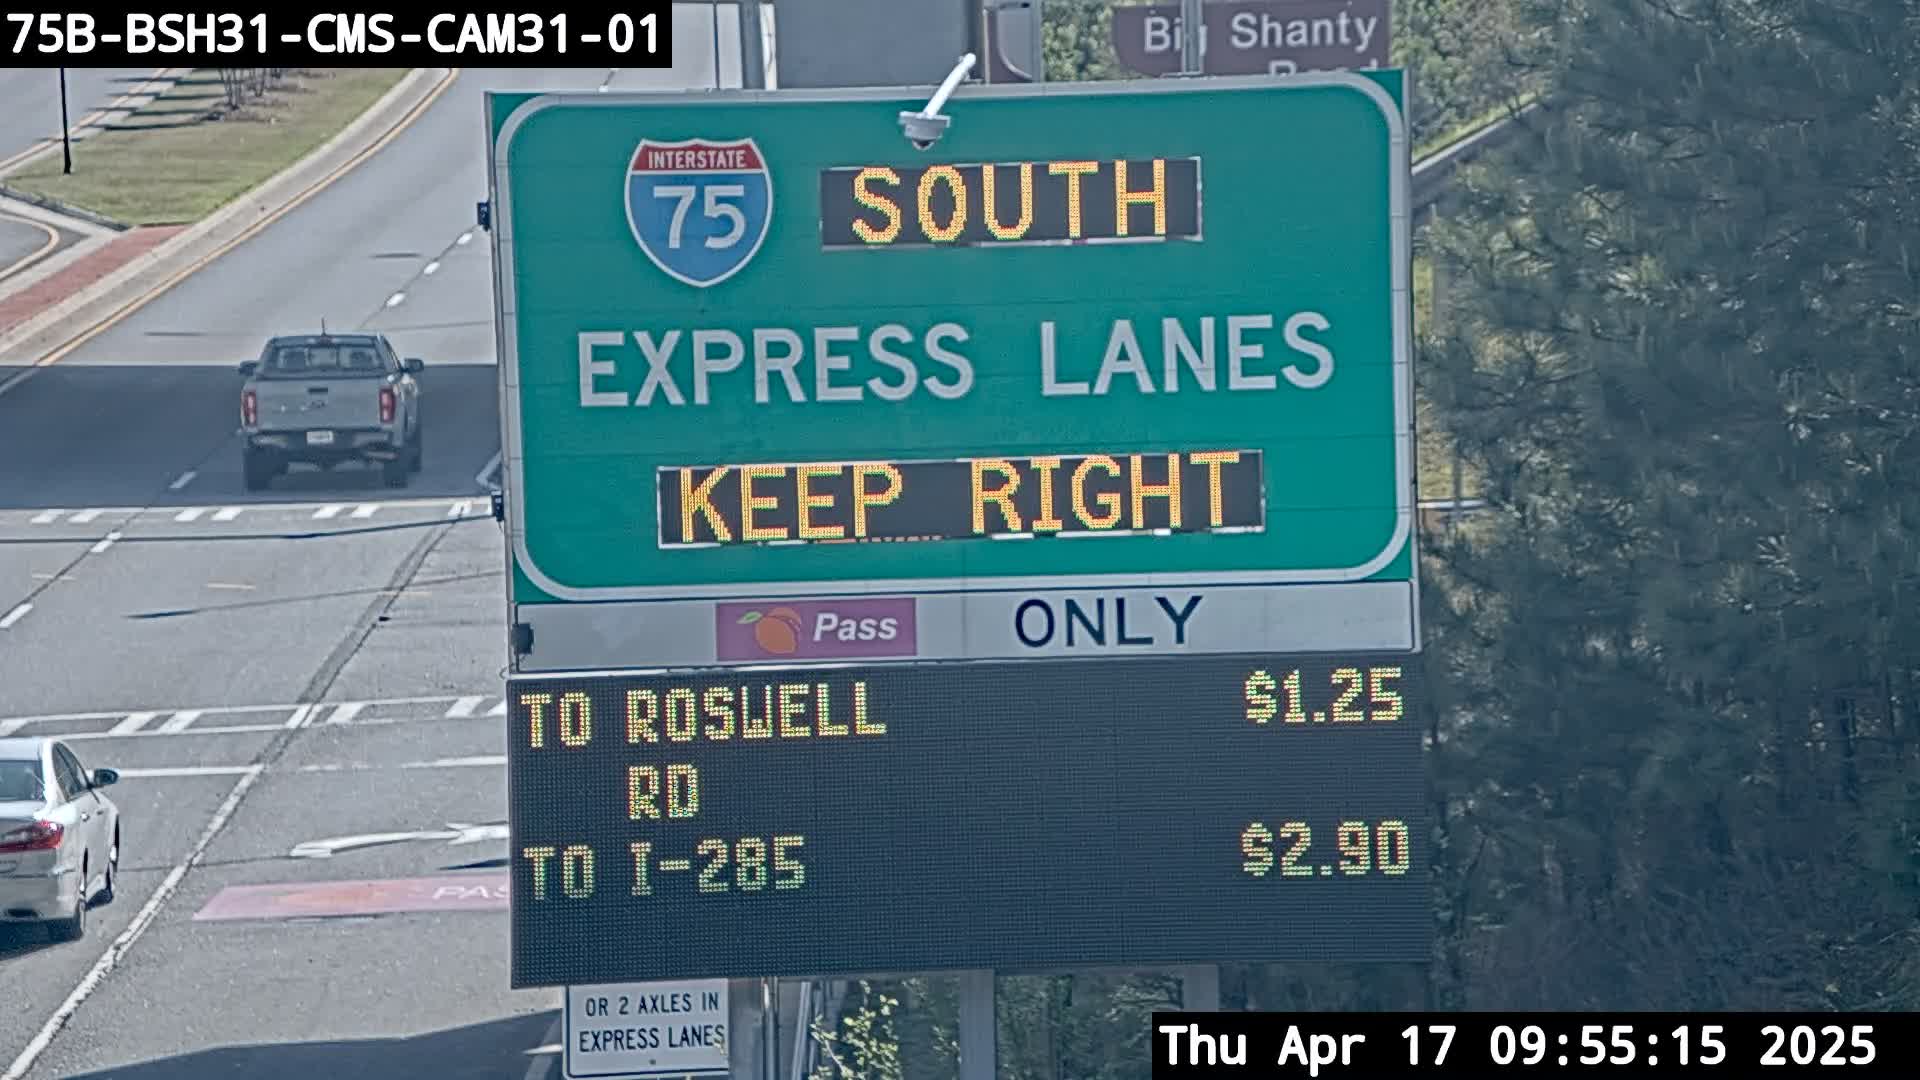 75B-BSH31-CMS-CAM31-01
Big Shanty
Road
INTERSTATE
75
SOUTH
EXPRESS LANES
KEEP RIGHT
Pass ONLY
TO ROSWELL $1.25
RD
TO I-285 $2.90
PAS
OR 2 AXLES IN
EXPRESS LANES
Thu Apr 17 09:55:15 2025